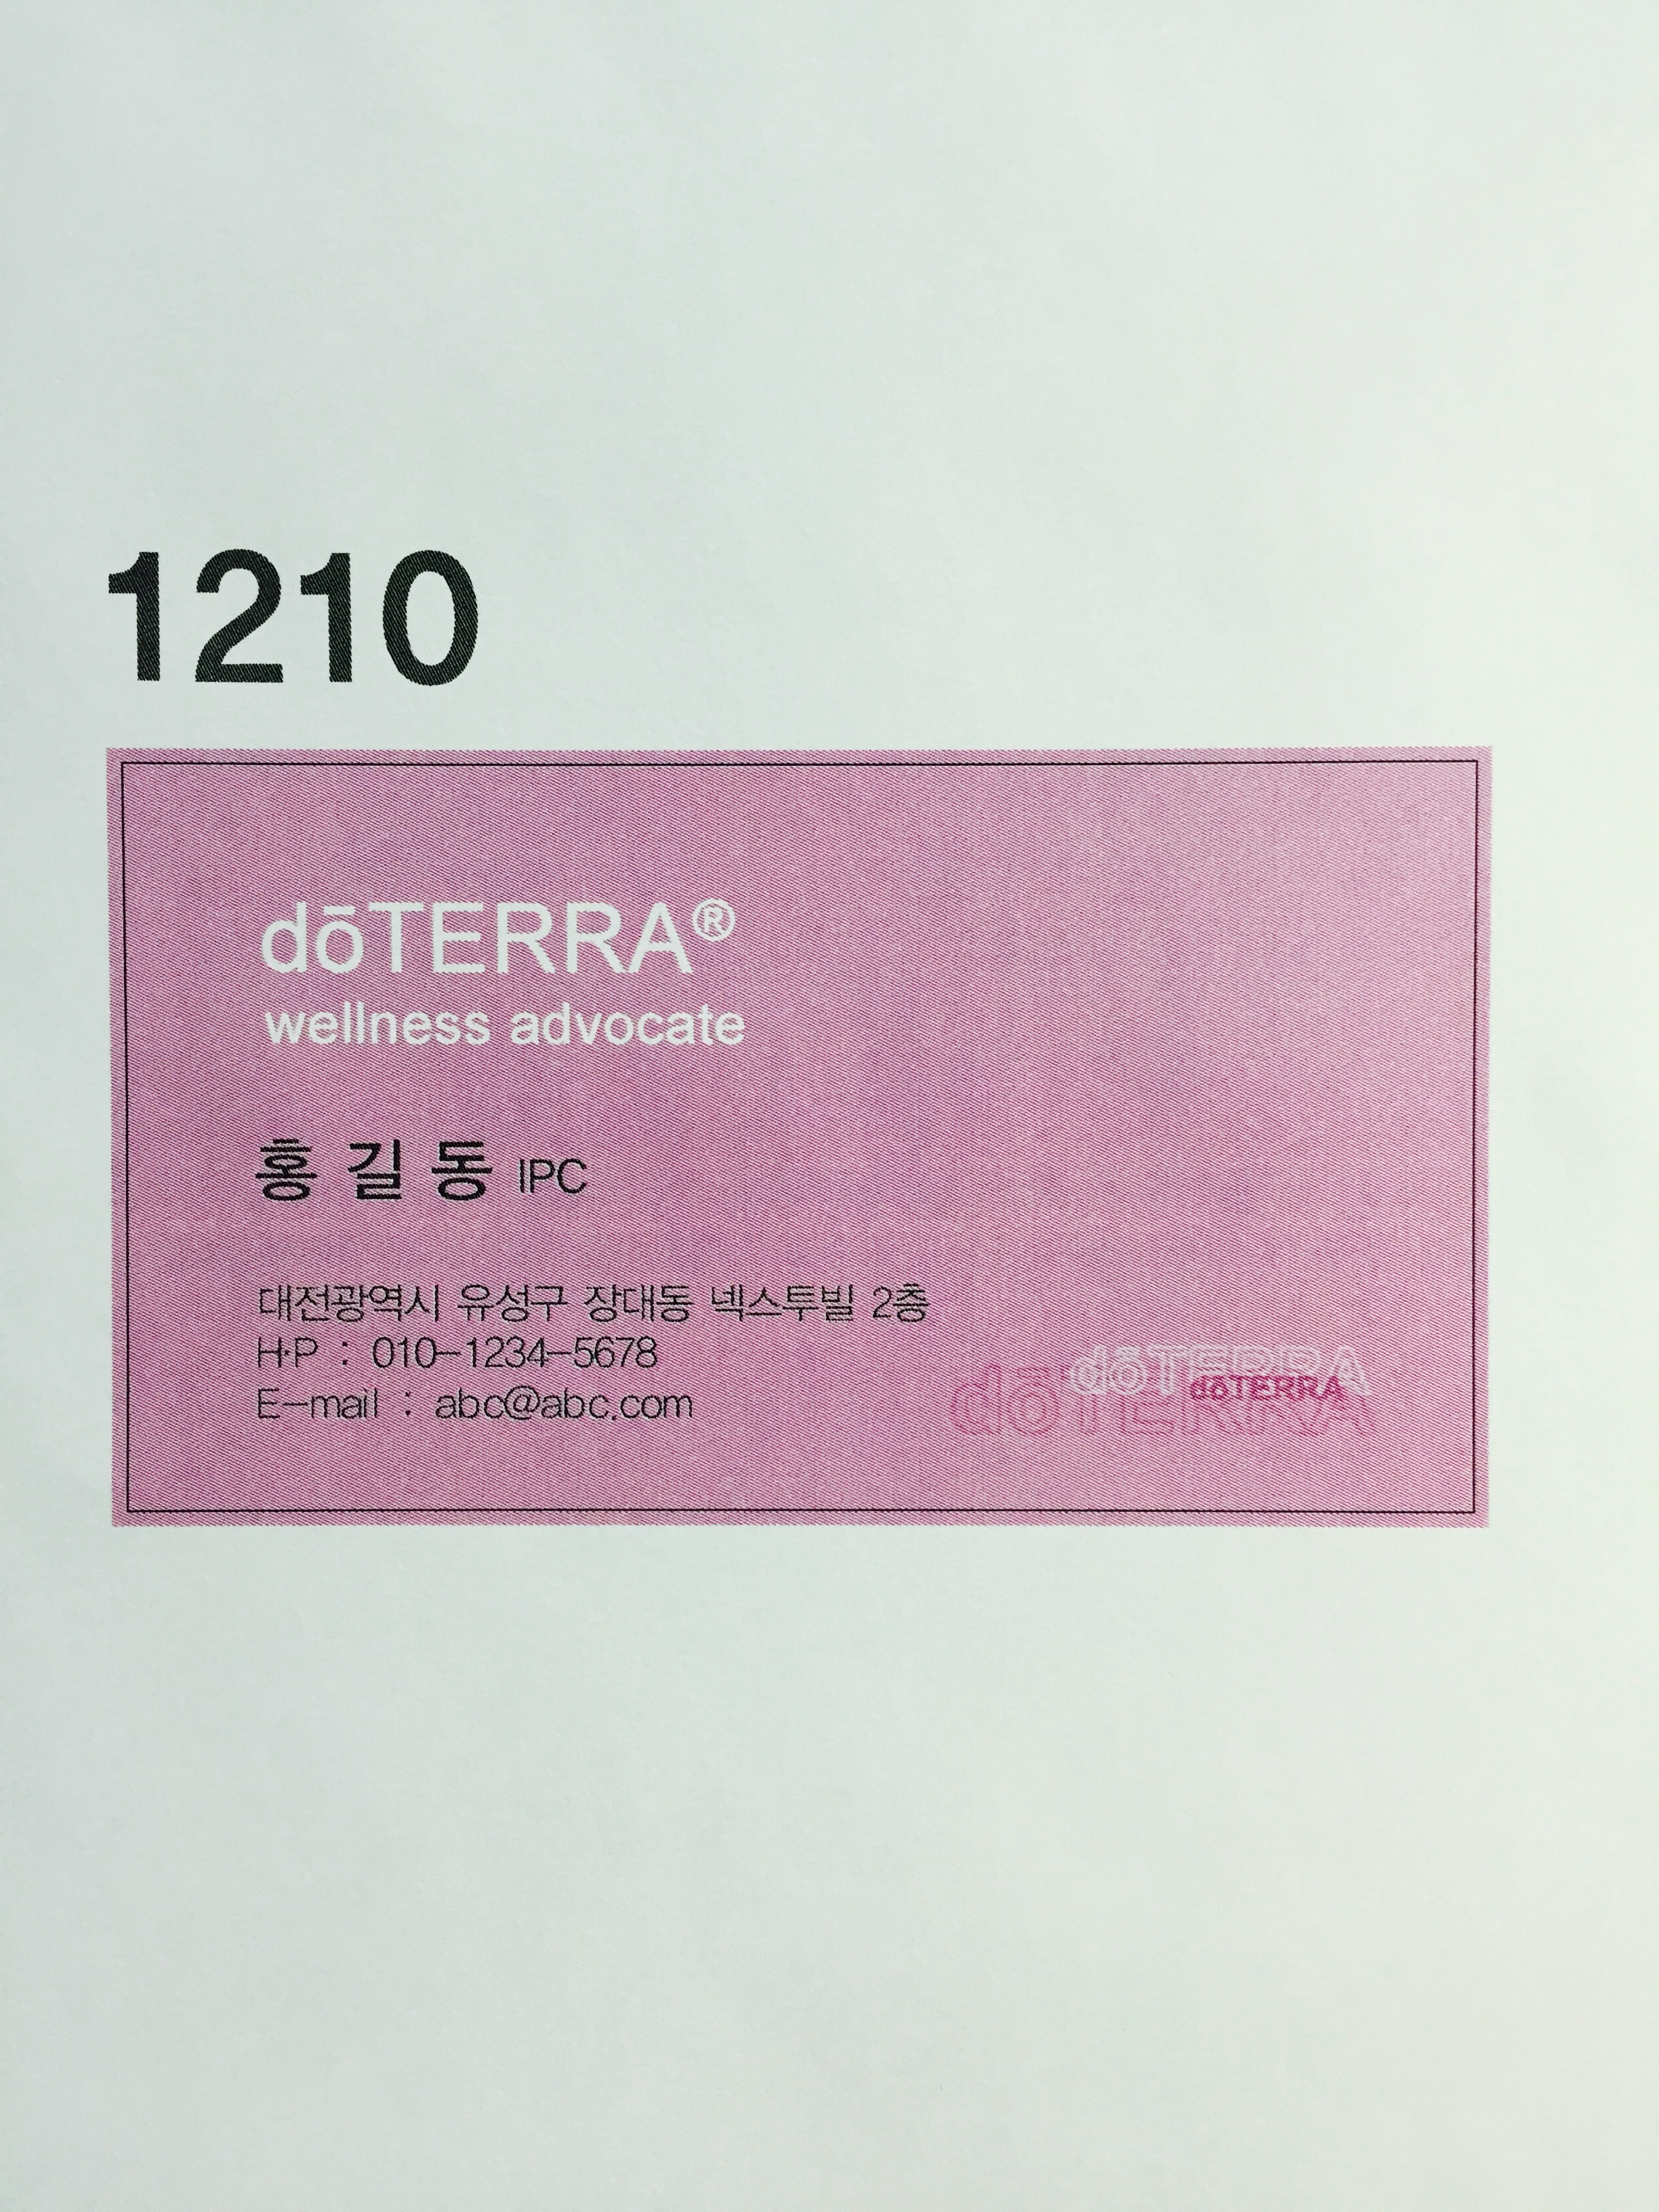 1210
dōTERRA®
wellness advocate
홍 길 동 IPC
대전광역시 유성구 장대동 넥스투빌 2층
H·P : 010-1234-5678
E-mail : abc@abc.com
dōTERRA
dōTERRA
dōTERRA